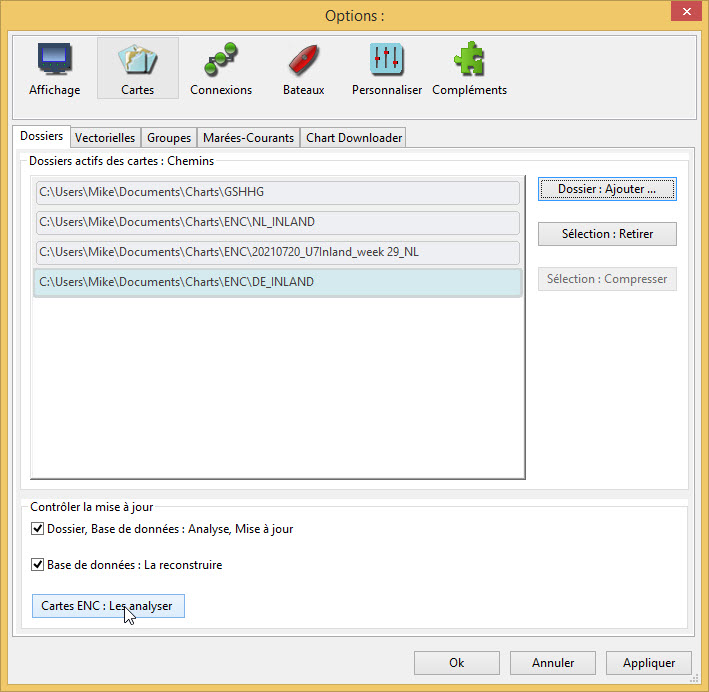 Options :
Affichage
Cartes
Connexions
Bateaux
Personnaliser
Compléments
Dossiers
Vectorielles
Groupes
Marées-Courants
Chart Downloader
Dossiers actifs des cartes : Chemins
C:\Users\Mike\Documents\Charts\GSHHG
C:\Users\Mike\Documents\Charts\ENC\NL_INLAND
C:\Users\Mike\Documents\Charts\ENC\20210720_U7Inland_week 29_NL
C:\Users\Mike\Documents\Charts\ENC\DE_INLAND
Dossier : Ajouter ...
Sélection : Retirer
Sélection : Compresser
Contrôler la mise à jour
Dossier, Base de données : Analyse, Mise à jour
Base de données : La reconstruire
Cartes ENC : Les analyser
Ok
Annuler
Appliquer